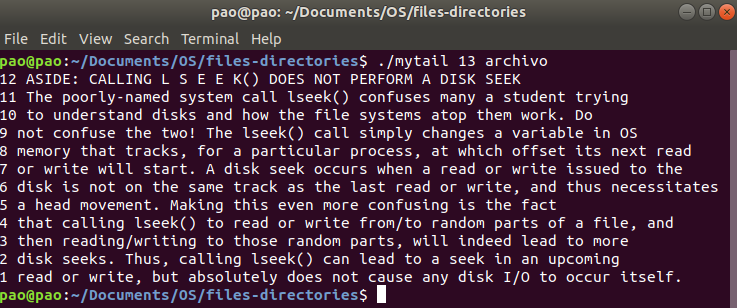 pao@pao: ~/Documents/OS/files-directories
File Edit View Search Terminal Help
pao@pao:~/Documents/OS/files-directories$ ./mytail 13 archivo
12 ASIDE: CALLING L S E E K() DOES NOT PERFORM A DISK SEEK
11 The poorly-named system call lseek() confuses many a student trying
10 to understand disks and how the file systems atop them work. Do
9 not confuse the two! The lseek() call simply changes a variable in OS
8 memory that tracks, for a particular process, at which offset its next read
7 or write will start. A disk seek occurs when a read or write issued to the
6 disk is not on the same track as the last read or write, and thus necessitates
5 a head movement. Making this even more confusing is the fact
4 that calling lseek() to read or write from/to random parts of a file, and
3 then reading/writing to those random parts, will indeed lead to more
2 disk seeks. Thus, calling lseek() can lead to a seek in an upcoming
1 read or write, but absolutely does not cause any disk I/O to occur itself.
pao@pao:~/Documents/OS/files-directories$